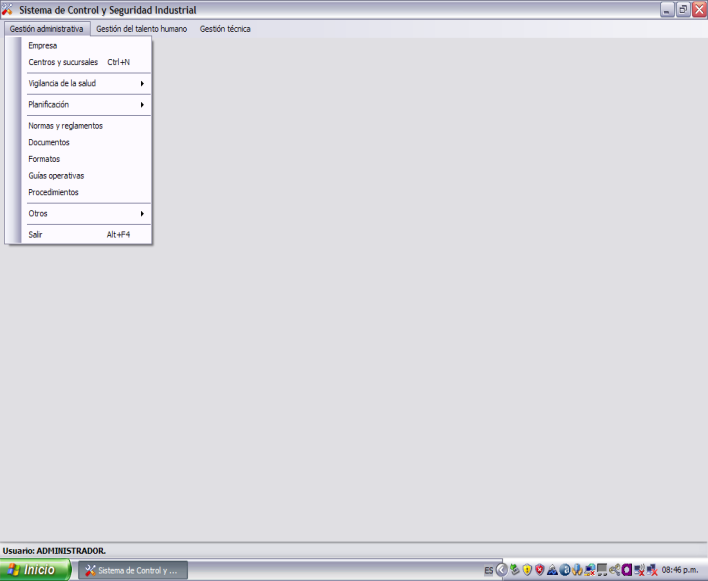 Sistema de Control y Seguridad Industrial
Gestión administrativa Gestión del talento humano Gestión técnica
Empresa
Centros y sucursales Ctrl+N
Vigilancia de la salud
Planificación
Normas y reglamentos
Documentos
Formatos
Guías operativas
Procedimientos
Otros
Salir Alt+F4
Usuario: ADMINISTRADOR.
Inicio Sistema de Control y ... ES 08:46 p.m.